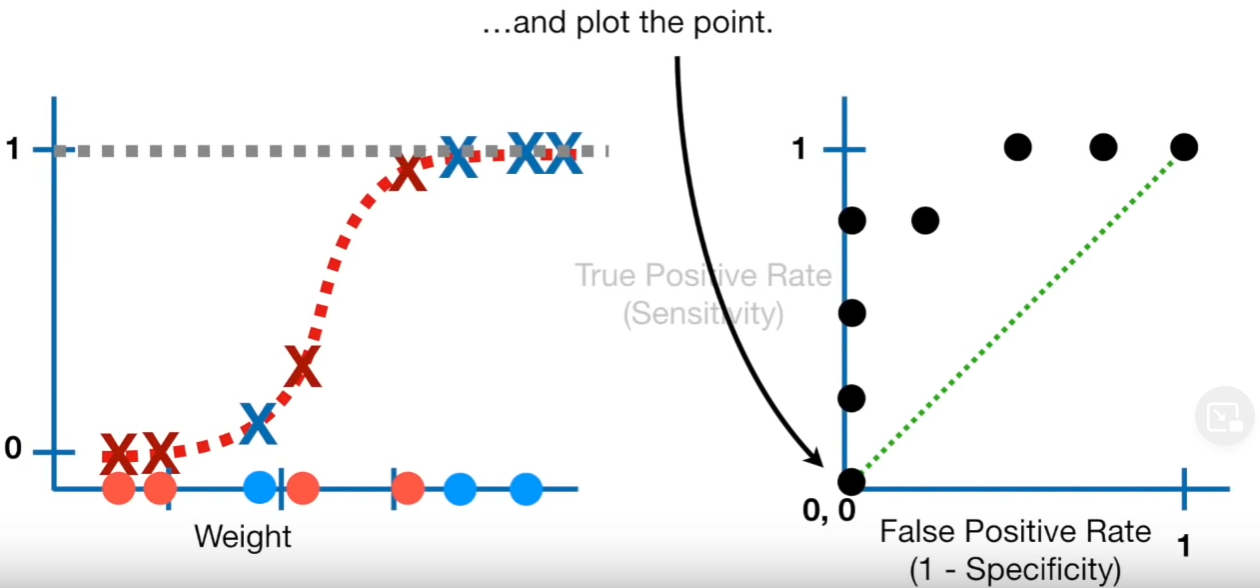 ...and plot the point.
1
0
Weight
1
True Positive Rate
(Sensitivity)
0, 0
False Positive Rate
(1 - Specificity)
1